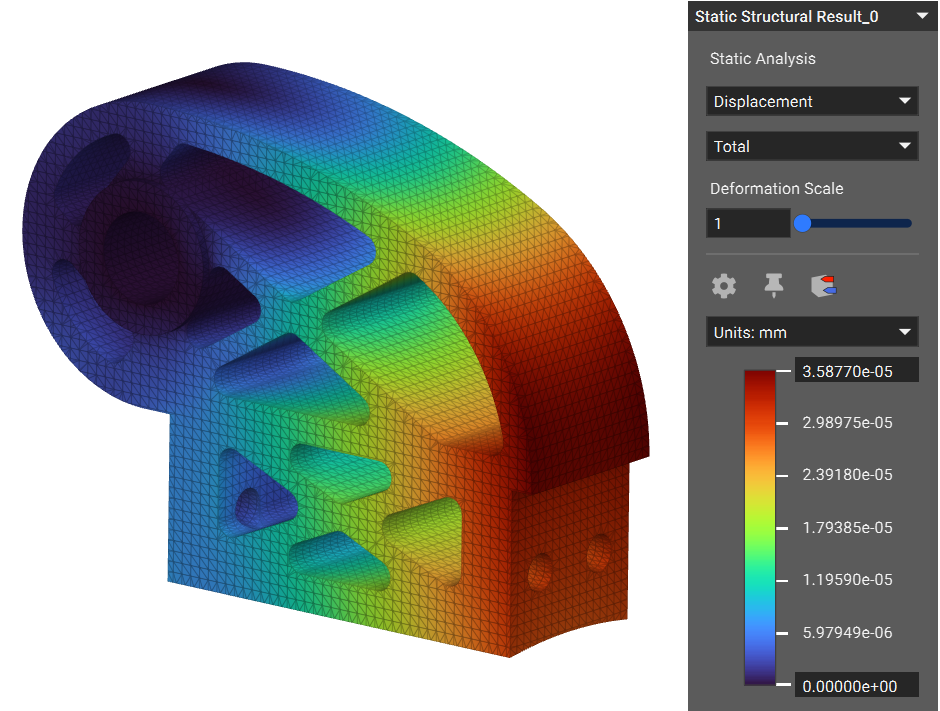 Static Structural Result_0
Static Analysis
Displacement
Total
Deformation Scale
1
Units: mm
3.58770e-05
2.98975e-05
2.39180e-05
1.79385e-05
1.19590e-05
5.97949e-06
0.00000e+00